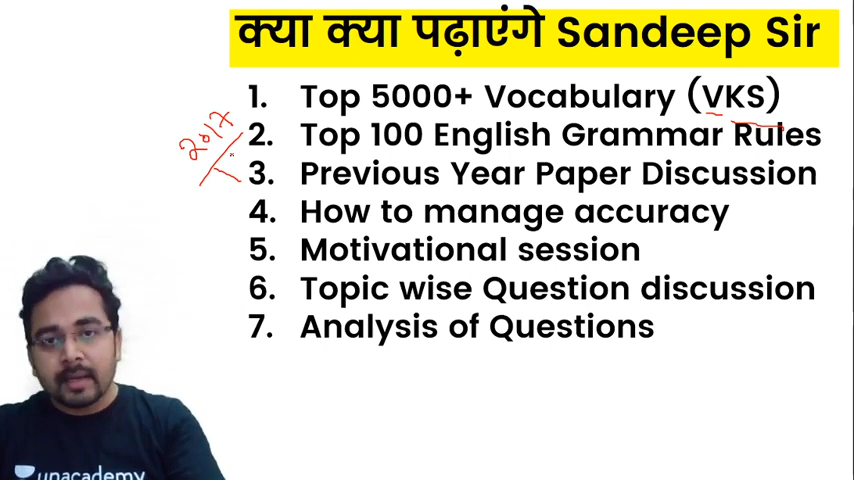 क्या क्या पढ़ाएंगे Sandeep Sir
1. Top 5000+ Vocabulary (VKS)
2. Top 100 English Grammar Rules
3. Previous Year Paper Discussion
4. How to manage accuracy
5. Motivational session
6. Topic wise Question discussion
7. Analysis of Questions
2017
unacademy